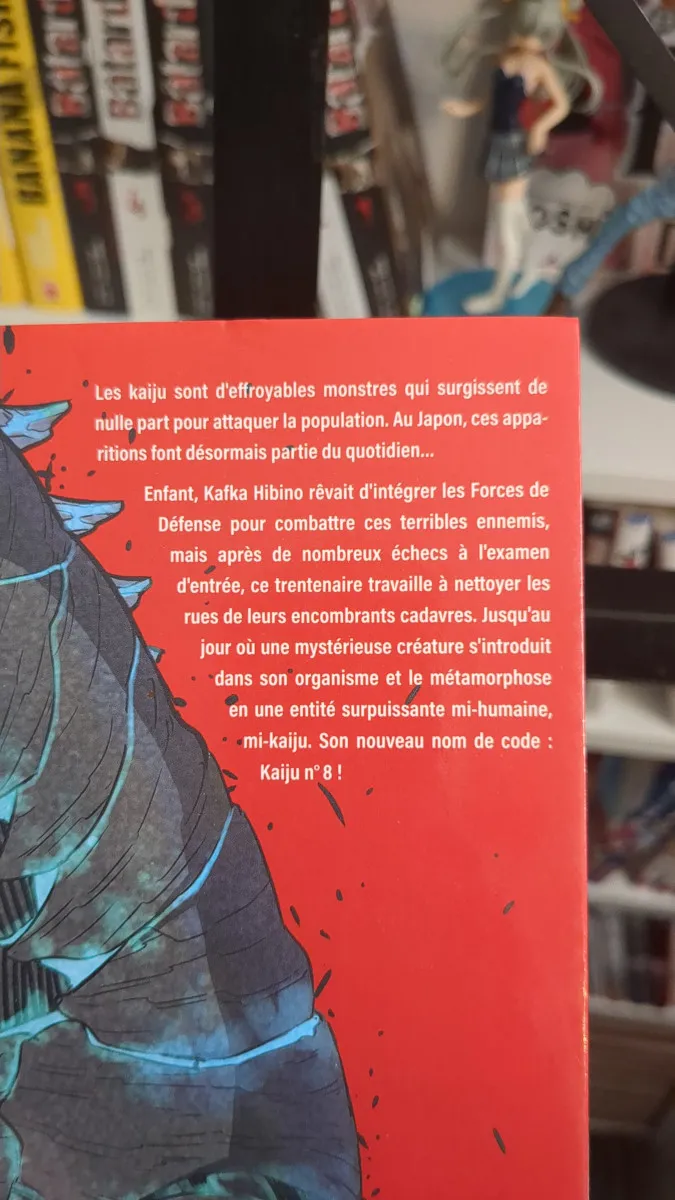 BANANA FIS
Les kaiju sont d'effroyables monstres qui surgissent de
nulle part pour attaquer la population. Au Japon, ces appa-
ritions font désormais partie du quotidien...
Enfant, Kafka Hibino rêvait d'intégrer les Forces de
Défense pour combattre ces terribles ennemis,
mais après de nombreux échecs à l'examen
d'entrée, ce trentenaire travaille à nettoyer les
rues de leurs encombrants cadavres. Jusqu'au
jour où une mystérieuse créature s'introduit
dans son organisme et le métamorphose
en une entité surpuissante mi-humaine,
mi-kaiju. Son nouveau nom de code :
Kaiju n° 8 !